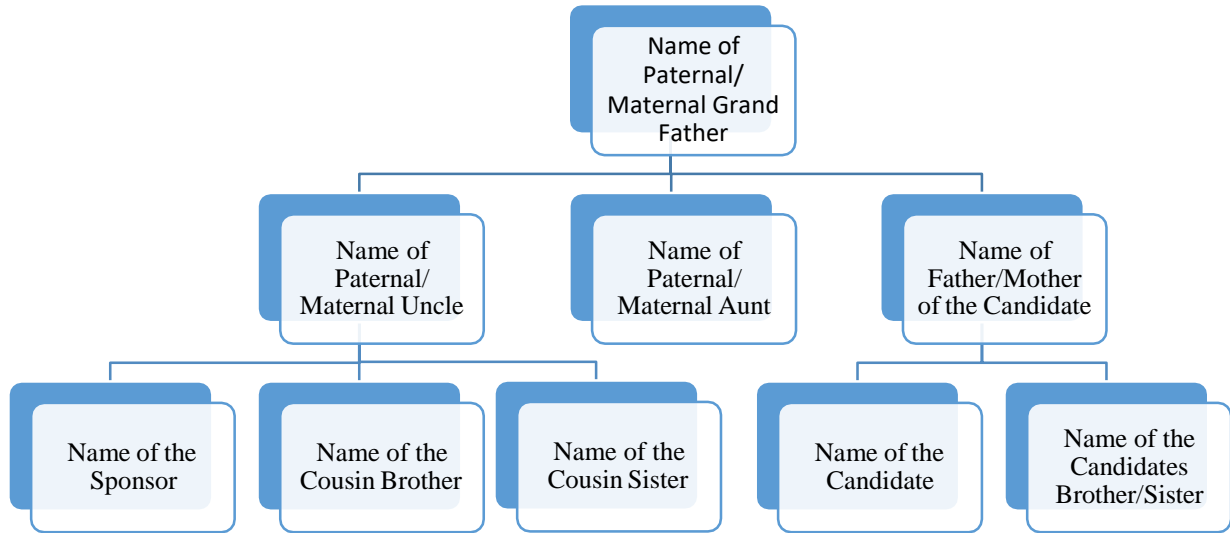 Name of
Paternal/
Maternal Grand
Father
Name of
Paternal/
Maternal Uncle
Name of
Paternal/
Maternal Aunt
Name of
Father/Mother
of the Candidate
Name of the
Sponsor
Name of the
Cousin Brother
Name of the
Cousin Sister
Name of the
Candidate
Name of the
Candidates
Brother/Sister